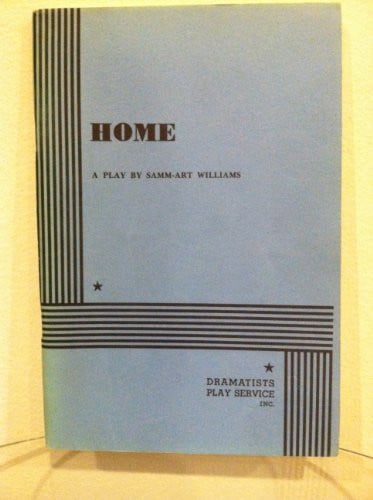 HOME
A PLAY BY SAMM-ART WILLIAMS
DRAMATISTS
PLAY SERVICE
INC.